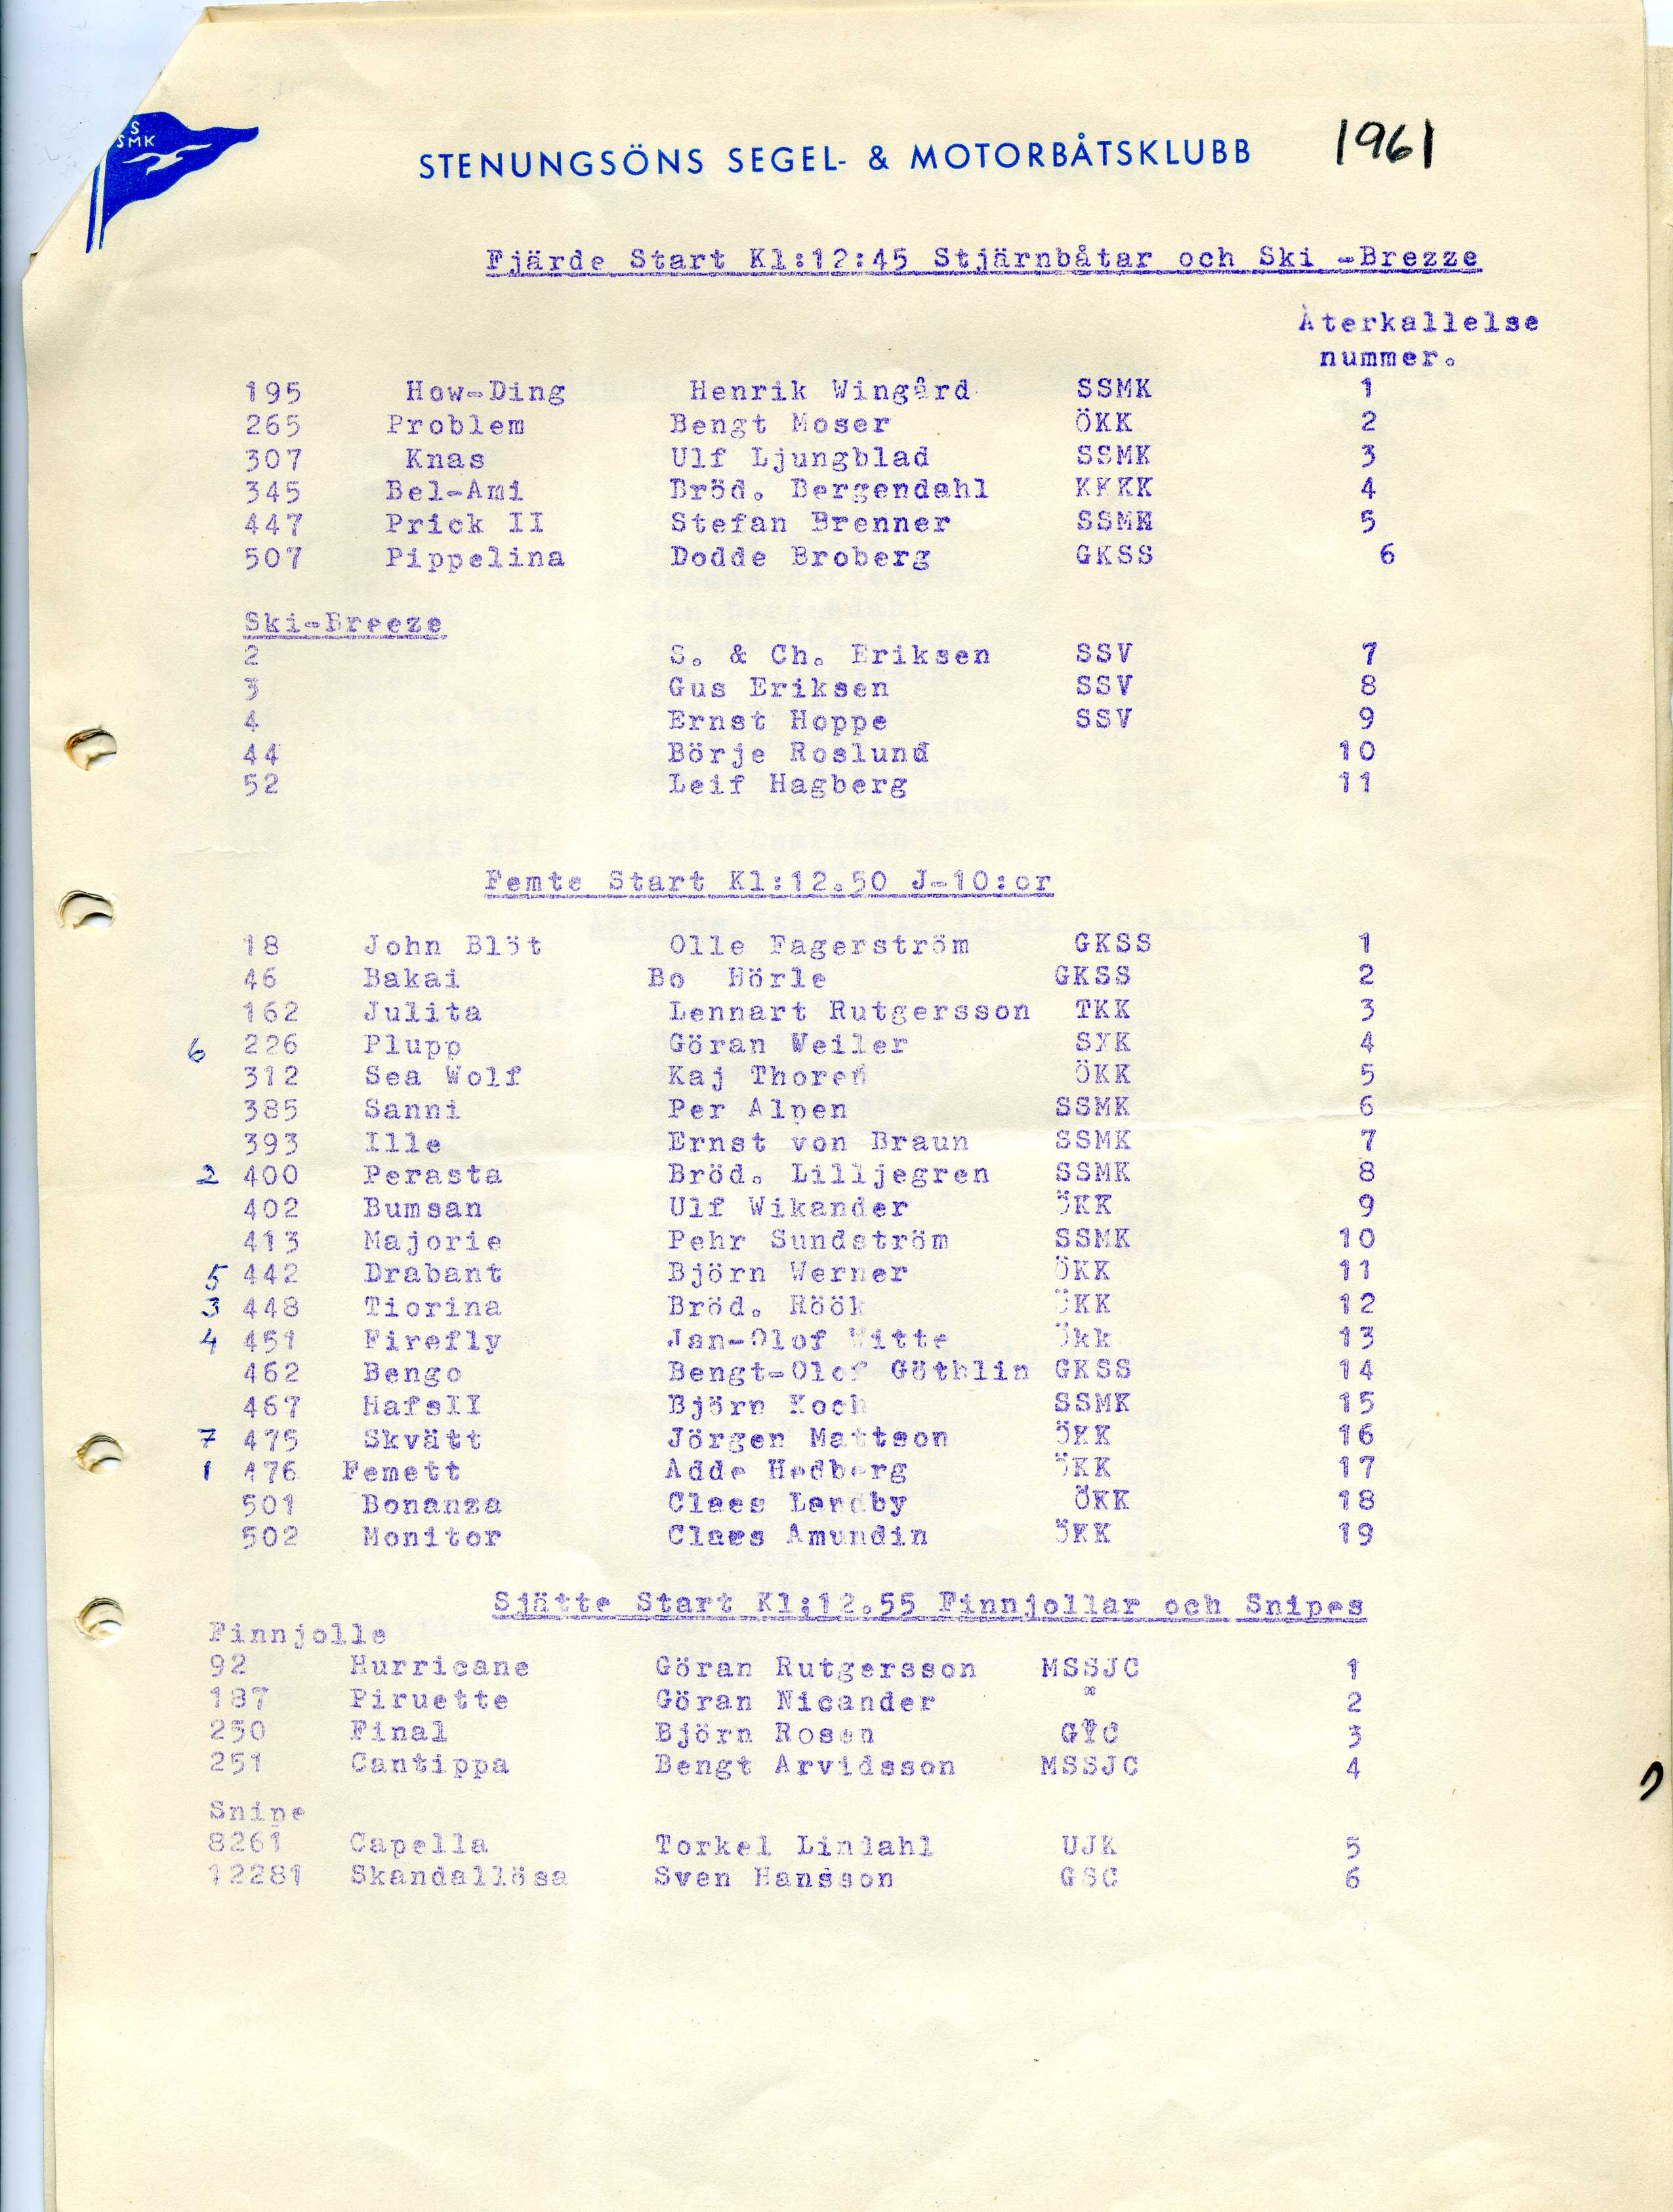 S
SMK
STENUNGSÖNS SEGEL- & MOTORBÅTSKLUBB 1961
Fjärde Start Kl:12:45 Stjärnbåtar och Ski -Brezze
Återkallelse
nummer.
195 How-Ding Henrik Wingård SSMK 1
265 Problem Bengt Moser ÖKK 2
307 Knas Ulf Ljungblad SSMK 3
345 Bel-Ami Bröd. Bergendahl KKKK 4
447 Prick II Stefan Brenner SSMK 5
507 Pippelina Dodde Broberg GKSS 6
Ski-Breeze
2 S. & Ch. Eriksen SSV 7
3 Gus Eriksen SSV 8
4 Ernst Hoppe SSV 9
44 Börje Roslund 10
52 Leif Hagberg 11
Femte Start Kl:12.50 J-10:or
18 John Blöt Olle Fagerström GKSS 1
46 Bakai Bo Hörle GKSS 2
162 Julita Lennart Rutgersson TKK 3
6 226 Plupp Göran Weiler SYK 4
312 Sea Wolf Kaj Thoren ÖKK 5
385 Sanni Per Alpen SSMK 6
393 Ille Ernst von Braun SSMK 7
2 400 Perasta Bröd. Lilljegren SSMK 8
402 Bumsan Ulf Wikander ÖKK 9
413 Majorie Pehr Sundström SSMK 10
5 442 Drabant Björn Werner ÖKK 11
3 448 Tiorina Bröd. Höök ÖKK 12
4 451 Firefly Jan-Olof Witte Ökk 13
462 Bengo Bengt-Olof Göthlin GKSS 14
467 HafsII Björn Koch SSMK 15
7 475 Skvätt Jörgen Mattson ÖKK 16
1 476 Femett Adde Hedberg ÖKK 17
501 Bonanza Claes Landby ÖKK 18
502 Monitor Claes Amundin ÖKK 19
Sjätte Start Kl:12.55 Finnjollar och Snipes
Finnjolle
92 Hurricane Göran Rutgersson MSSJC 1
187 Piruette Göran Nicander " 2
250 Final Björn Rosen 3
251 Cantippa Bengt Arvidsson MSSJC 4
Snipe
8261 Capella Torkel Lindahl UJK 5
12281 Skandallösa Sven Hansson GSC 6